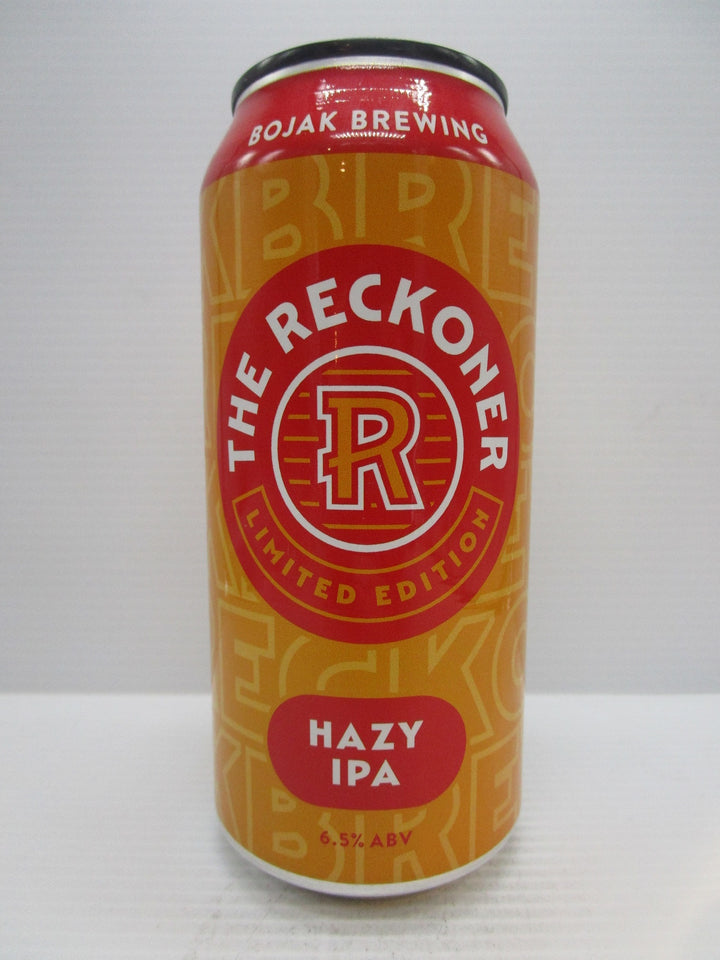 BOJAK BREWING
THE RECKONER
R
LIMITED EDITION
HAZY
IPA
6.5% ABV